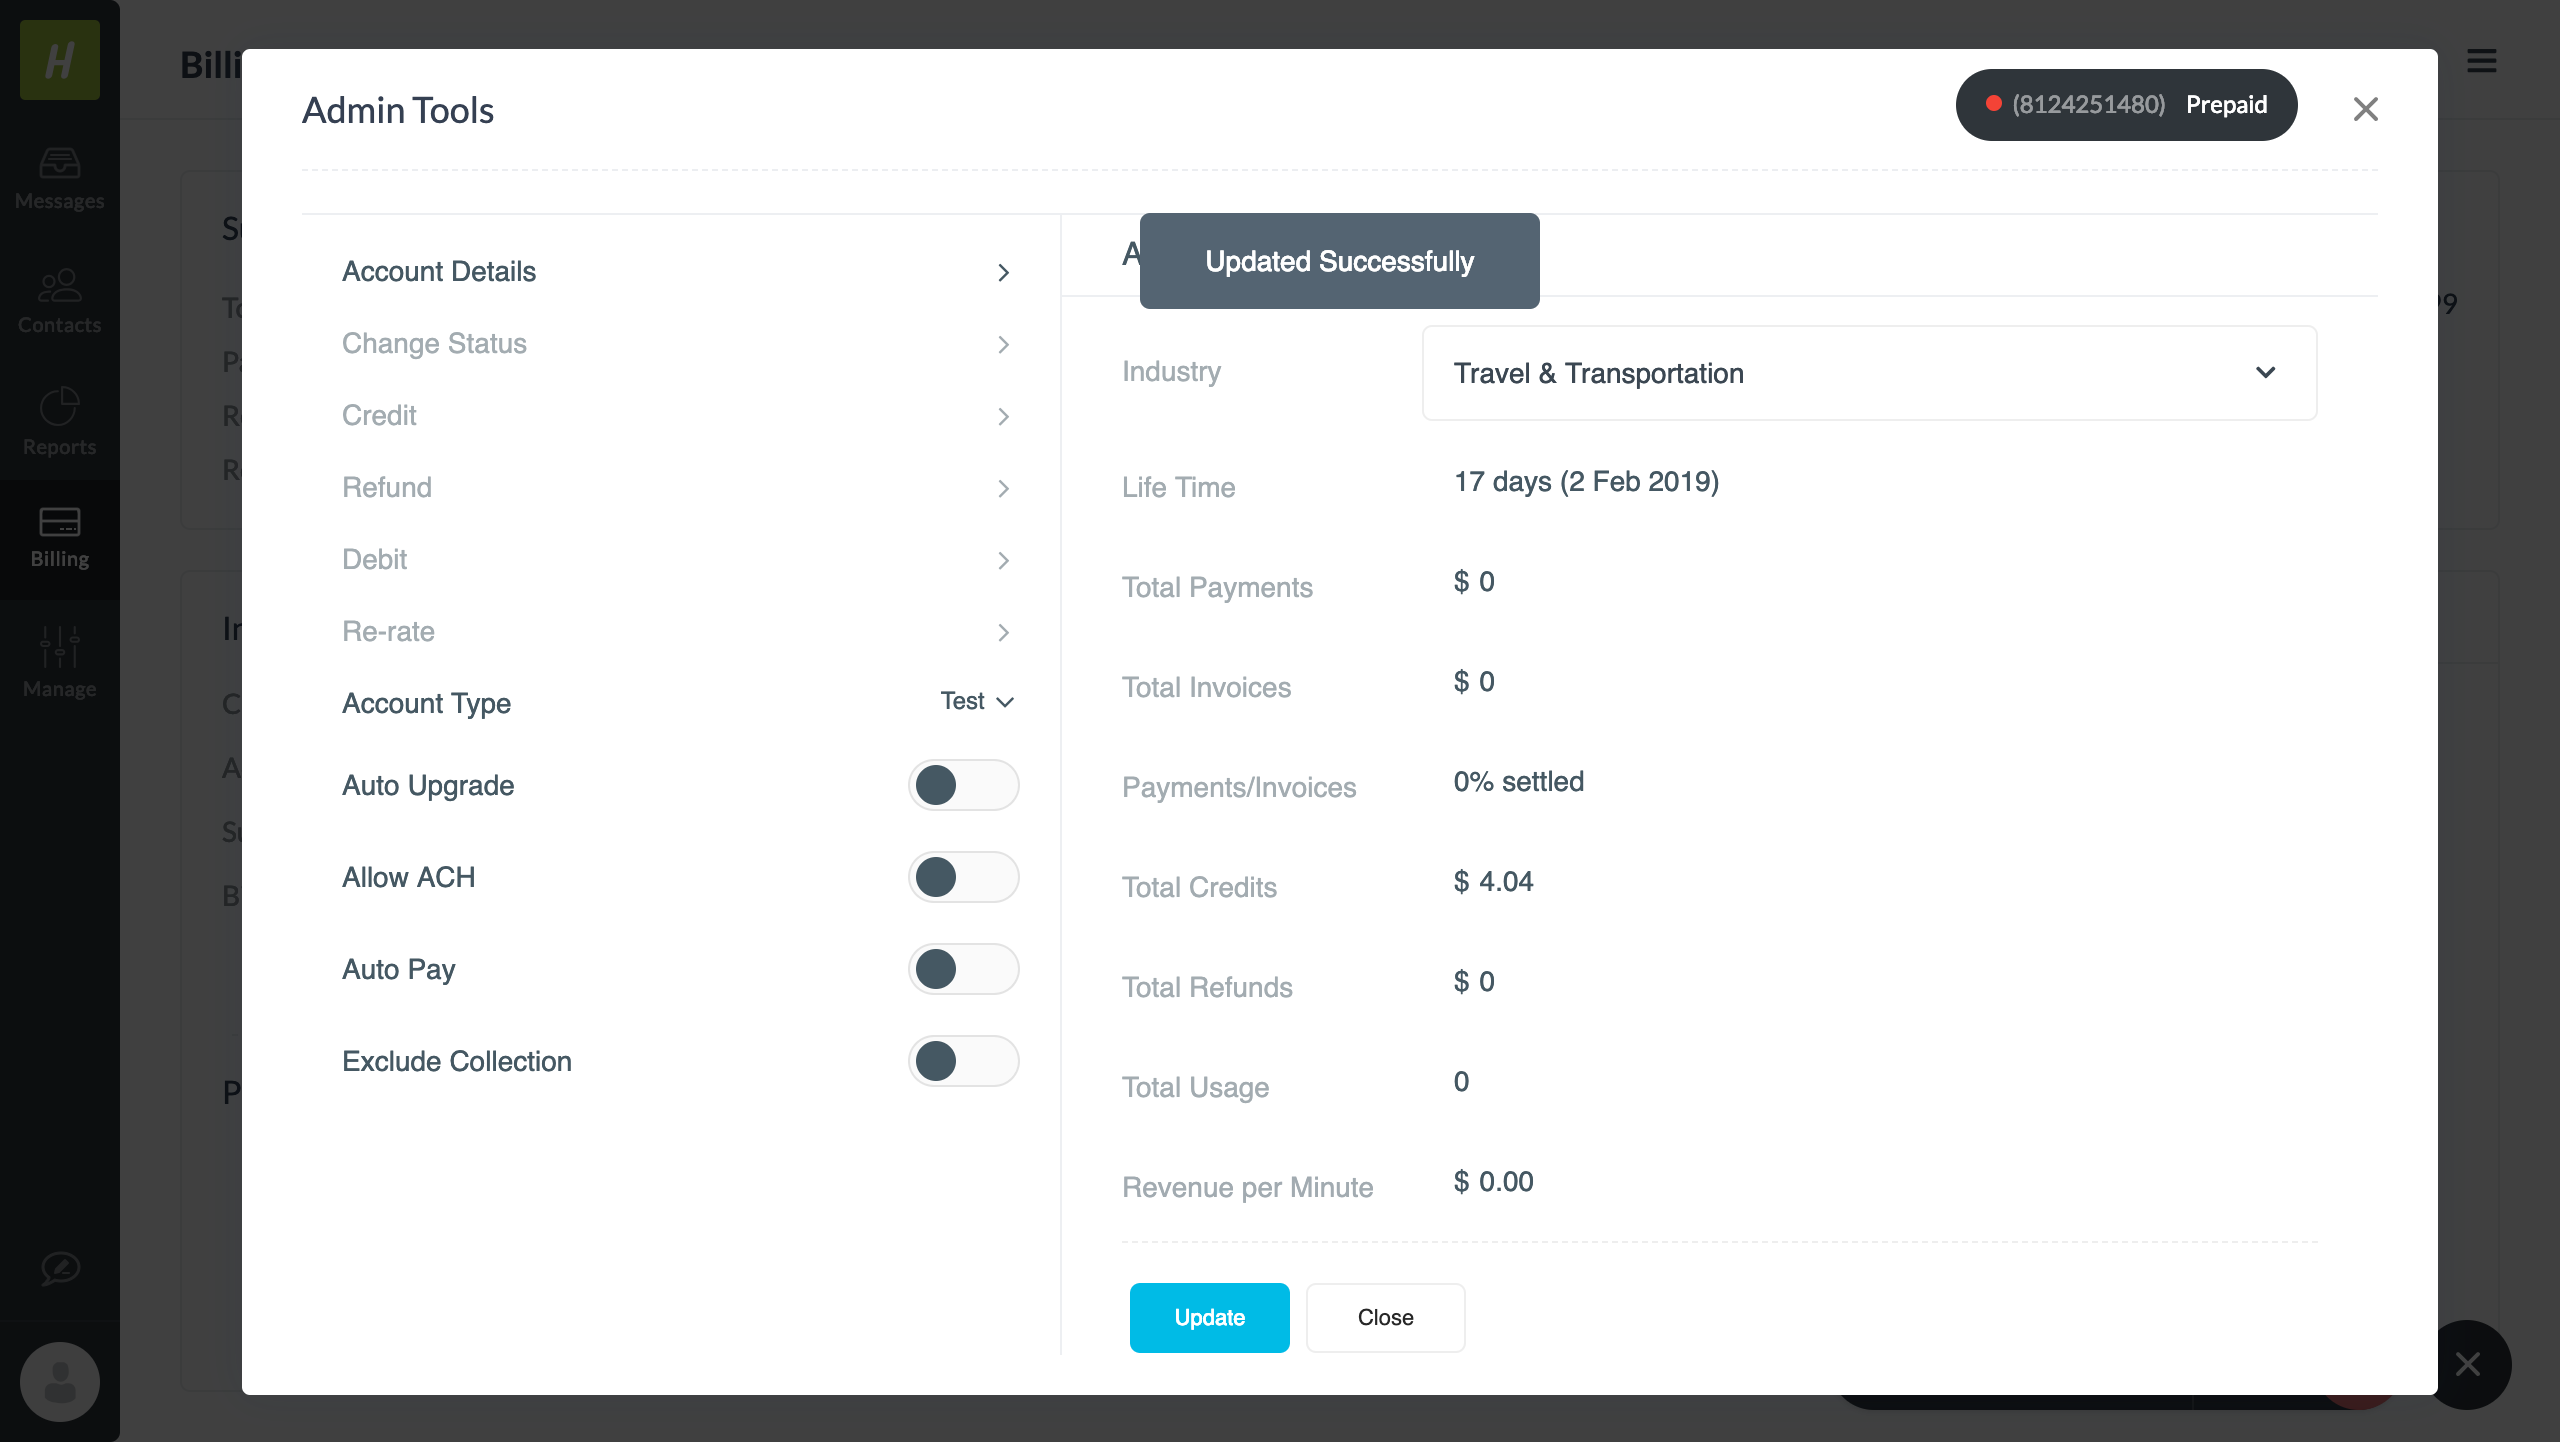 H
Messages
Contacts
Reports
Billing
Manage
Admin Tools
(8124251480) Prepaid
Updated Successfully
Account Details
Change Status
Credit
Refund
Debit
Re-rate
Account Type
Test
Auto Upgrade
Allow ACH
Auto Pay
Exclude Collection
Industry
Travel & Transportation
Life Time
17 days (2 Feb 2019)
Total Payments
$ 0
Total Invoices
$ 0
Payments/Invoices
0% settled
Total Credits
$ 4.04
Total Refunds
$ 0
Total Usage
0
Revenue per Minute
$ 0.00
Update
Close